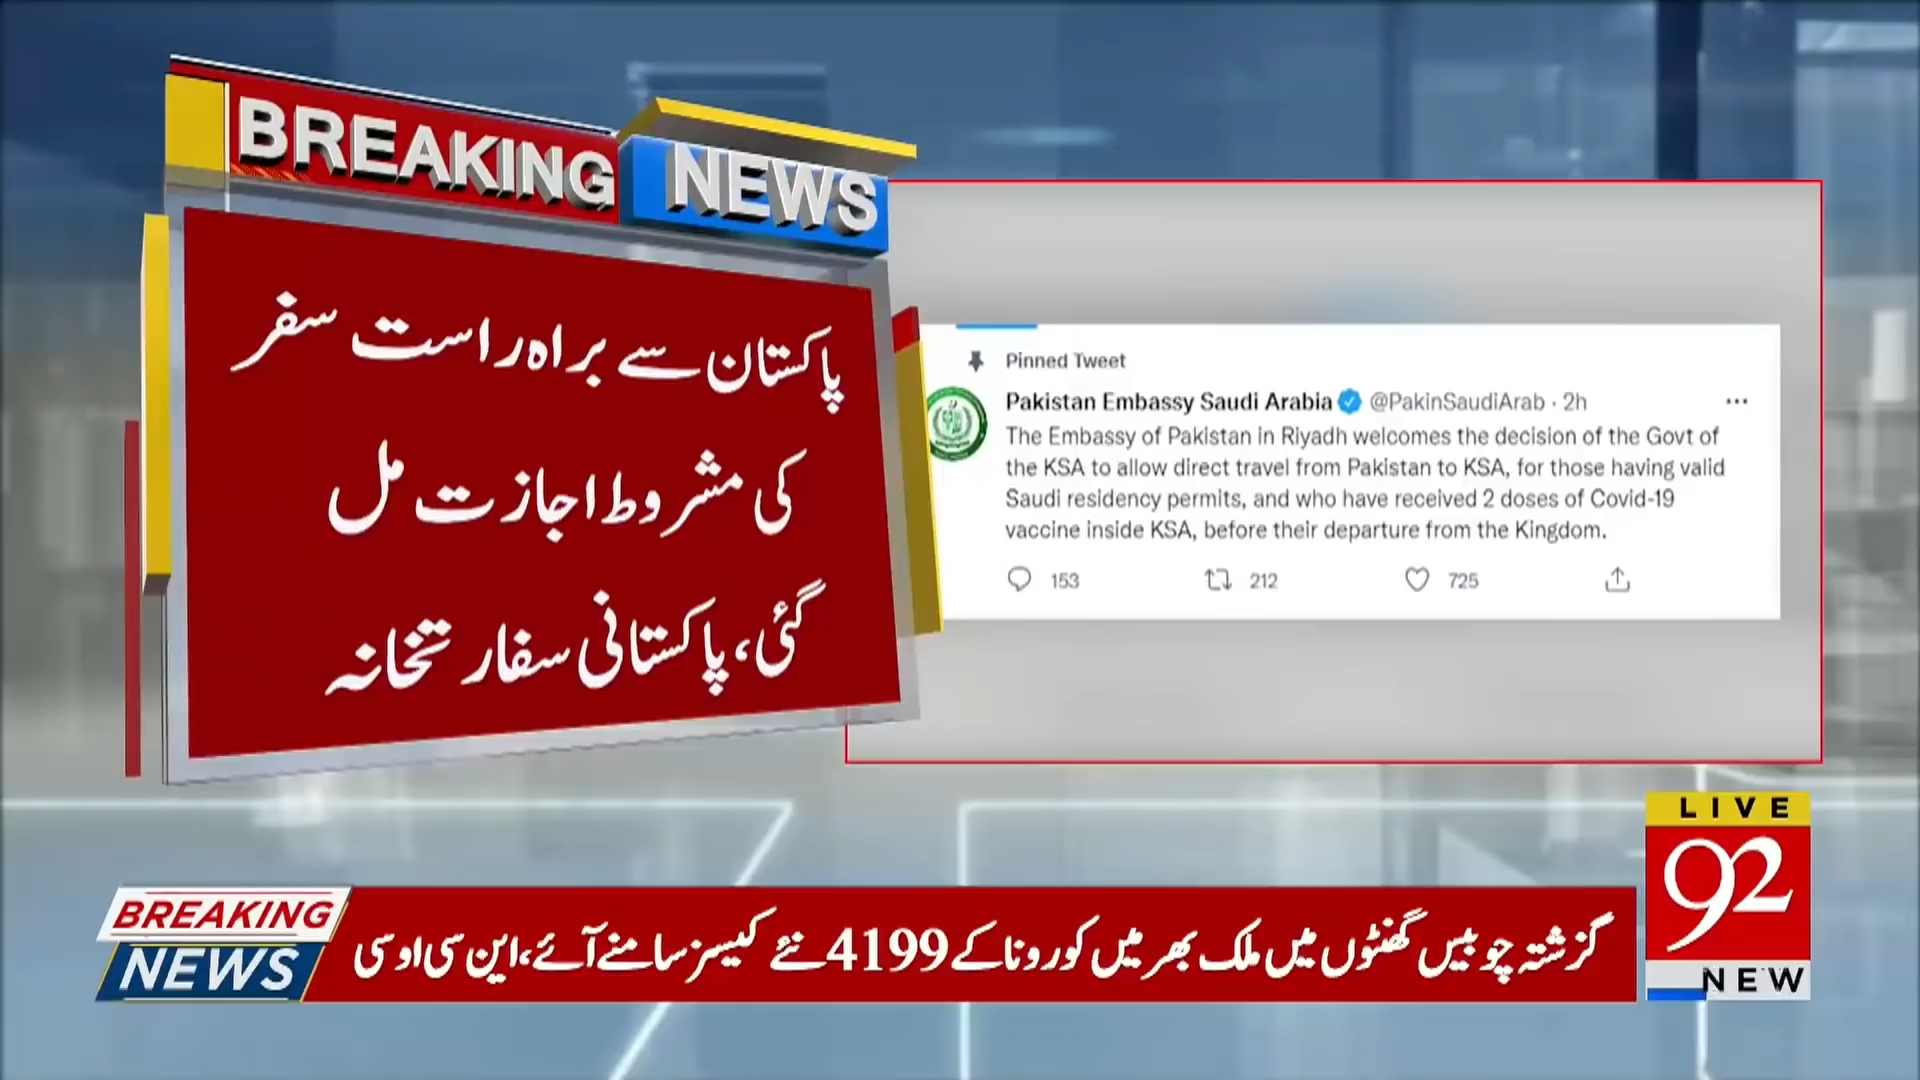 BREAKING NEWS
پاکستان سے براہ راست سفر
کی مشروط اجازت مل
گئی، پاکستانی سفارتخانہ
Pinned Tweet
Pakistan Embassy Saudi Arabia @PakinSaudiArab · 2h
The Embassy of Pakistan in Riyadh welcomes the decision of the Govt of
the KSA to allow direct travel from Pakistan to KSA, for those having valid
Saudi residency permits, and who have received 2 doses of Covid-19
vaccine inside KSA, before their departure from the Kingdom.
153 212 725
LIVE
92
NEW
BREAKING
NEWS
گزشتہ چوبیس گھنٹوں میں ملک بھر میں کورونا کے 4199 نئے کیسز سامنے آئے، این سی او سی